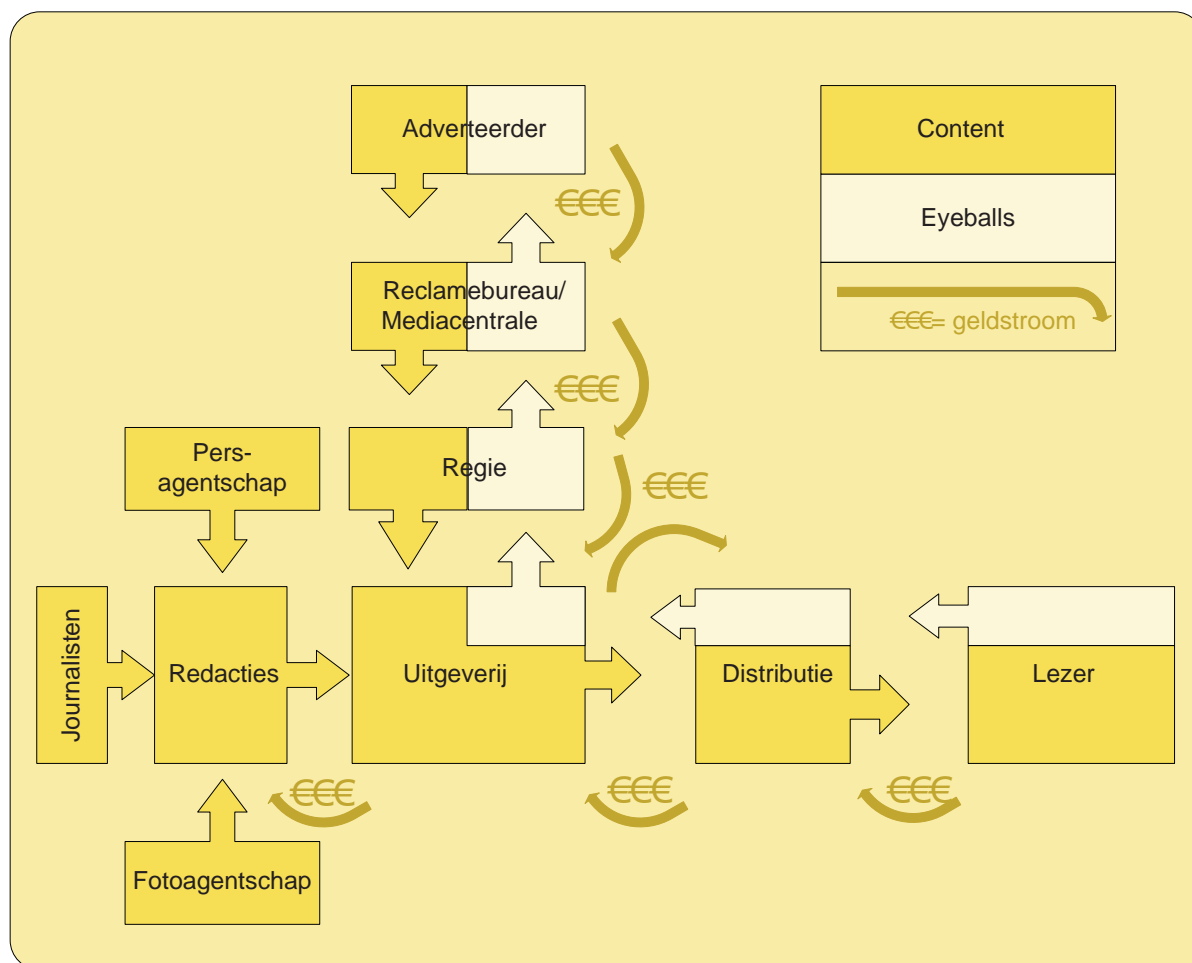 Adverteerder
€€€
Content
Eyeballs
€€€= geldstroom
Reclamebureau/
Mediacentrale
€€€
Pers-
agentschap
Regie
€€€
Journalisten
Redacties
Uitgeverij
Distributie
Lezer
€€€
€€€
€€€
Fotoagentschap